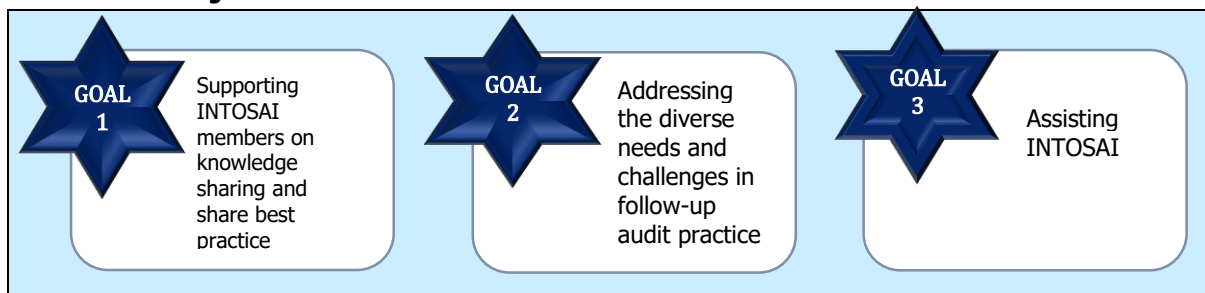 GOAL
1
Supporting
INTOSAI
members on
knowledge
sharing and
share best
practice
GOAL
2
Addressing
the diverse
needs and
challenges in
follow-up
audit practice
GOAL
3
Assisting
INTOSAI